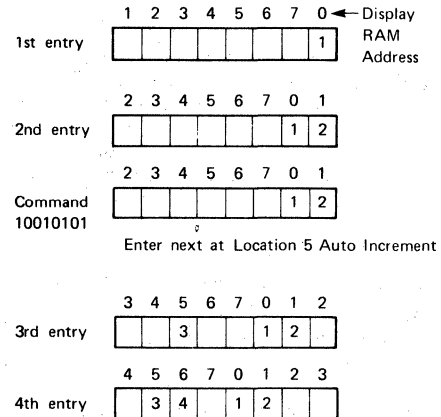 1 2 3 4 5 6 7 0 ← Display
1st entry 1 RAM
Address
2 3 4 5 6 7 0 1
2nd entry 1 2
2 3 4 5 6 7 0 1
Command 1 2
10010101
Enter next at Location 5 Auto Increment
3 4 5 6 7 0 1 2
3rd entry 3 1 2
4 5 6 7 0 1 2 3
4th entry 3 4 1 2